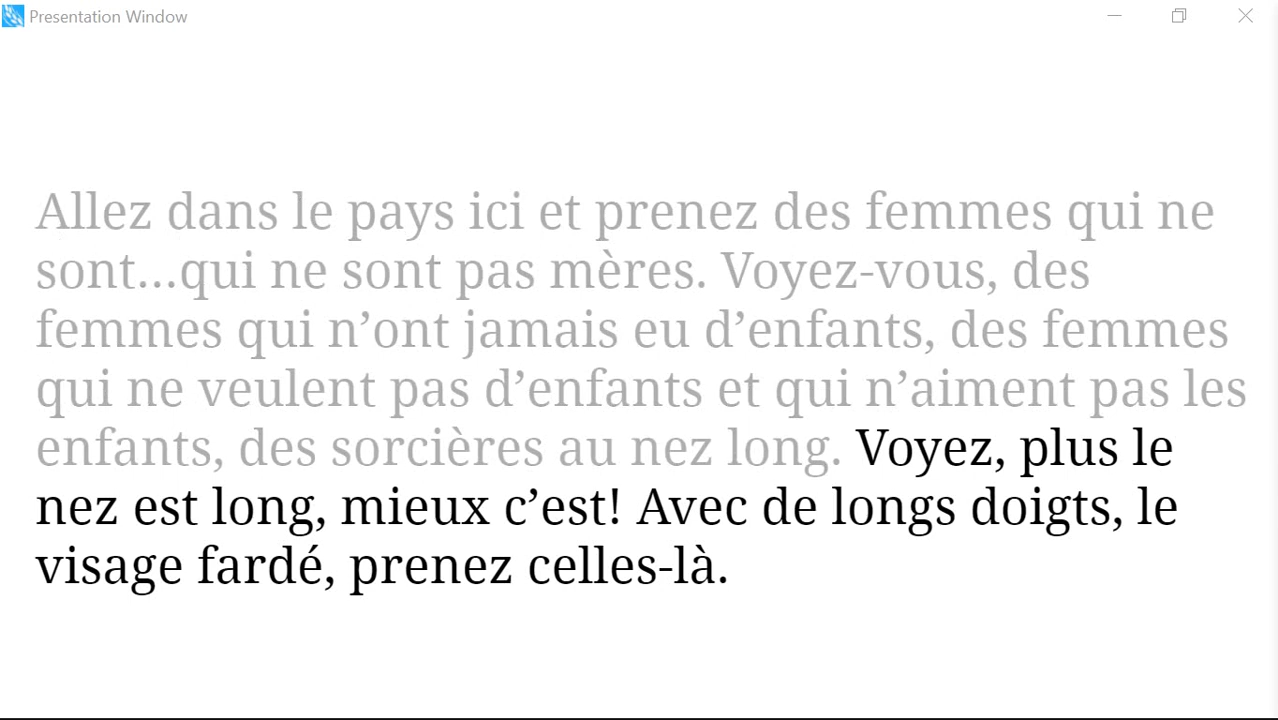 Presentation Window
Allez dans le pays ici et prenez des femmes qui ne
sont...qui ne sont pas mères. Voyez-vous, des
femmes qui n’ont jamais eu d’enfants, des femmes
qui ne veulent pas d’enfants et qui n’aiment pas les
enfants, des sorcières au nez long. Voyez, plus le
nez est long, mieux c’est! Avec de longs doigts, le
visage fardé, prenez celles-là.